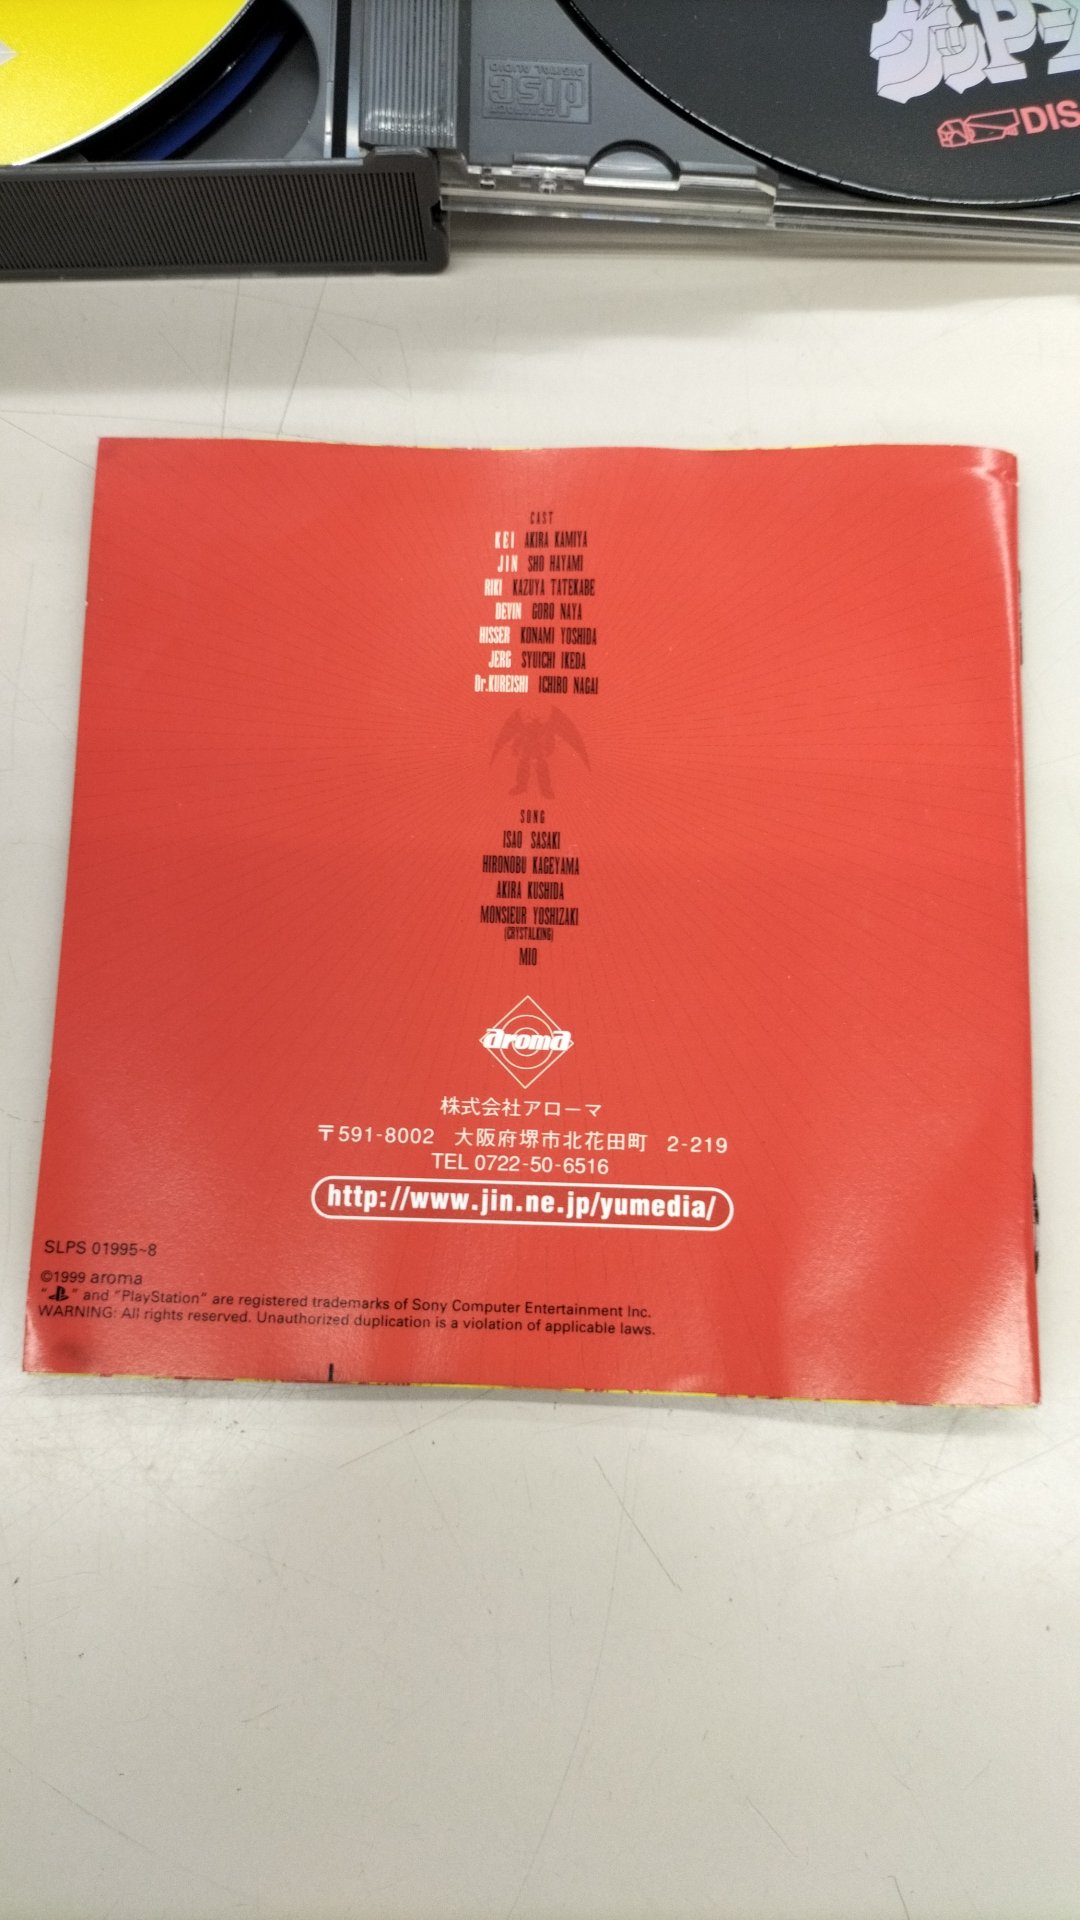 COMPACT
disc
DIGITAL AUDIO
DIS
CAST
KEI AKIRA KAMIYA
JIN SHO HAYAMI
RIKI KAZUYA TATEKABE
DEVIN GORO NAYA
HISSER KONAMI YOSHIDA
JERG SYUICHI IKEDA
Dr.KUREISHI ICHIRO NAGAI
SONG
ISAO SASAKI
HIRONOBU KAGEYAMA
AKIRA KUSHIDA
MONSIEUR YOSHIZAKI
(CRYSTALKING)
MIO
aroma
株式会社アローマ
〒591-8002 大阪府堺市北花田町 2-219
TEL 0722-50-6516
http://www.jin.ne.jp/yumedia/
SLPS 01995~8
©1999 aroma
" " and "PlayStation" are registered trademarks of Sony Computer Entertainment Inc.
WARNING: All rights reserved. Unauthorized duplication is a violation of applicable laws.